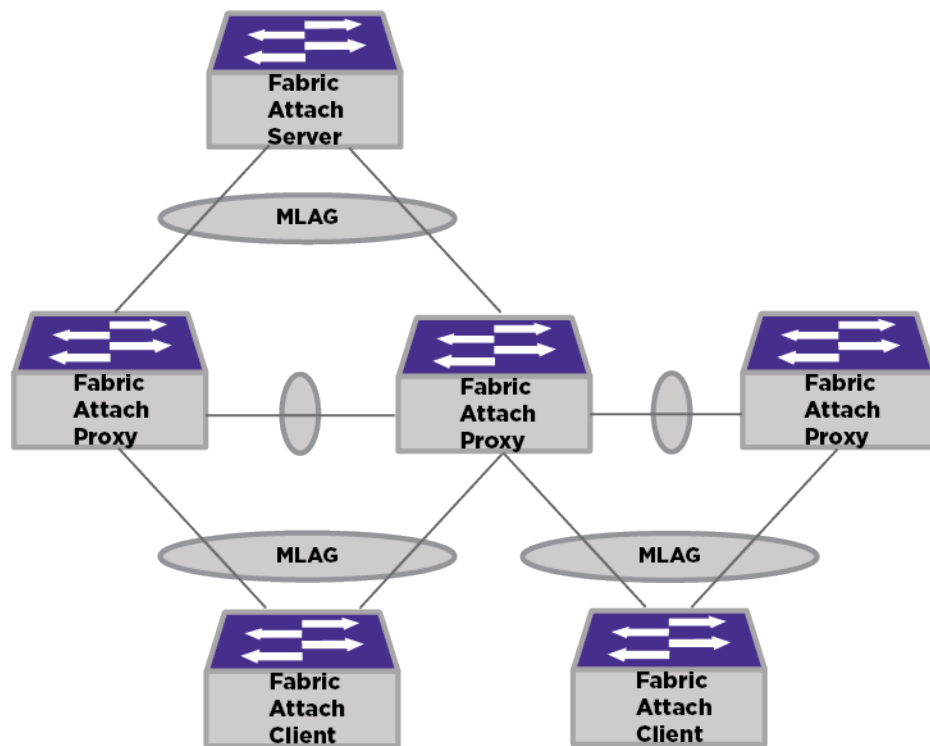 Fabric
Attach
Server
MLAG
Fabric
Attach
Proxy
Fabric
Attach
Proxy
Fabric
Attach
Proxy
MLAG
MLAG
Fabric
Attach
Client
Fabric
Attach
Client